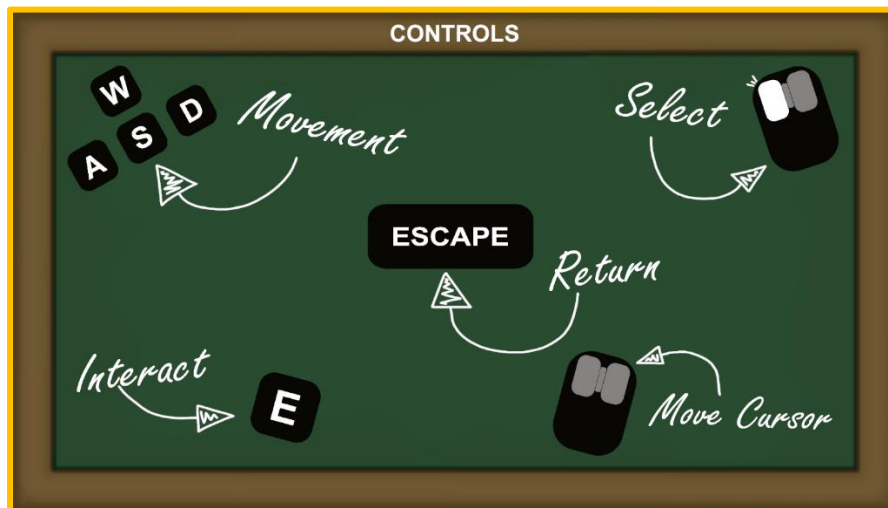 CONTROLS
W
A S D
Movement
Select
ESCAPE
Return
Interact
E
Move Cursor